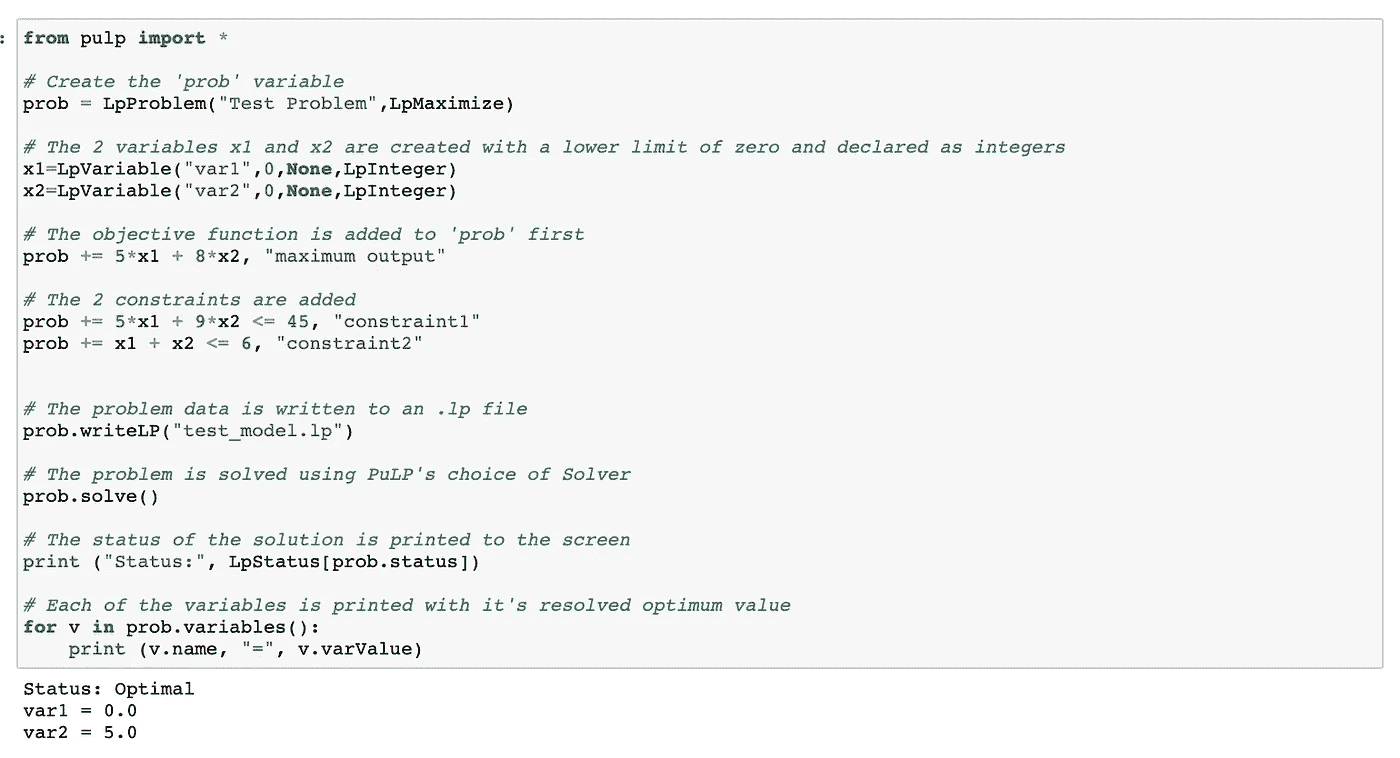 : from pulp import *
# Create the 'prob' variable
prob = LpProblem("Test Problem",LpMaximize)
# The 2 variables x1 and x2 are created with a lower limit of zero and declared as integers
x1=LpVariable("var1",0,None,LpInteger)
x2=LpVariable("var2",0,None,LpInteger)
# The objective function is added to 'prob' first
prob += 5*x1 + 8*x2, "maximum output"
# The 2 constraints are added
prob += 5*x1 + 9*x2 <= 45, "constraint1"
prob += x1 + x2 <= 6, "constraint2"
# The problem data is written to an .lp file
prob.writeLP("test_model.lp")
# The problem is solved using PuLP's choice of Solver
prob.solve()
# The status of the solution is printed to the screen
print ("Status:", LpStatus[prob.status])
# Each of the variables is printed with it's resolved optimum value
for v in prob.variables():
    print (v.name, "=", v.varValue)
Status: Optimal
var1 = 0.0
var2 = 5.0